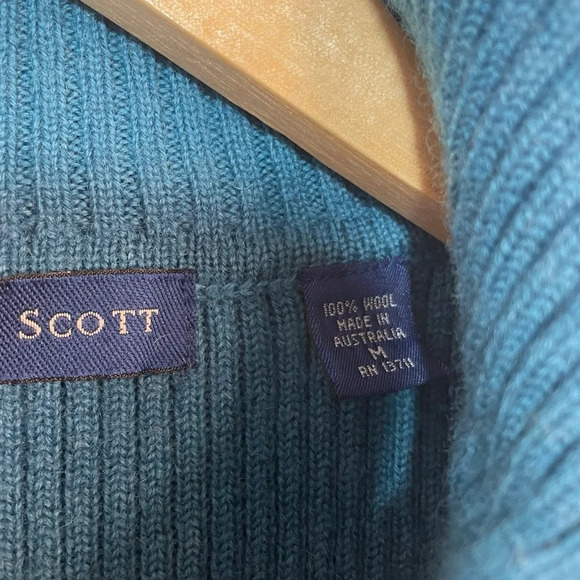 SCOTT
100% WOOL
MADE IN
AUSTRALIA
M
RN 13711